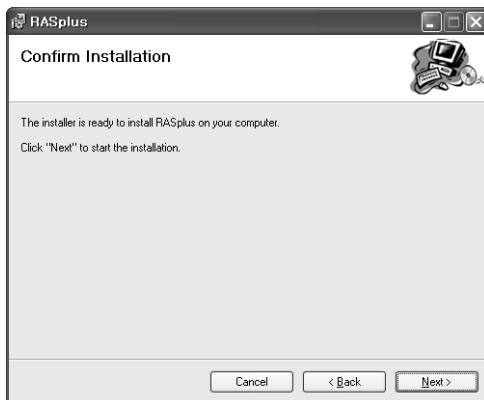 RASplus
Confirm Installation
The installer is ready to install RASplus on your computer.
Click "Next" to start the installation.
Cancel
< Back
Next >